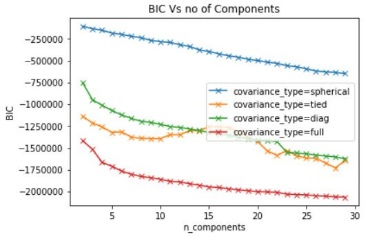 BIC Vs no of Components
−250000
−500000
−750000
−1000000
−1250000
−1500000
−1750000
−2000000
BIC
covariance_type=spherical
covariance_type=tied
covariance_type=diag
covariance_type=full
5 10 15 20 25 30
n_components